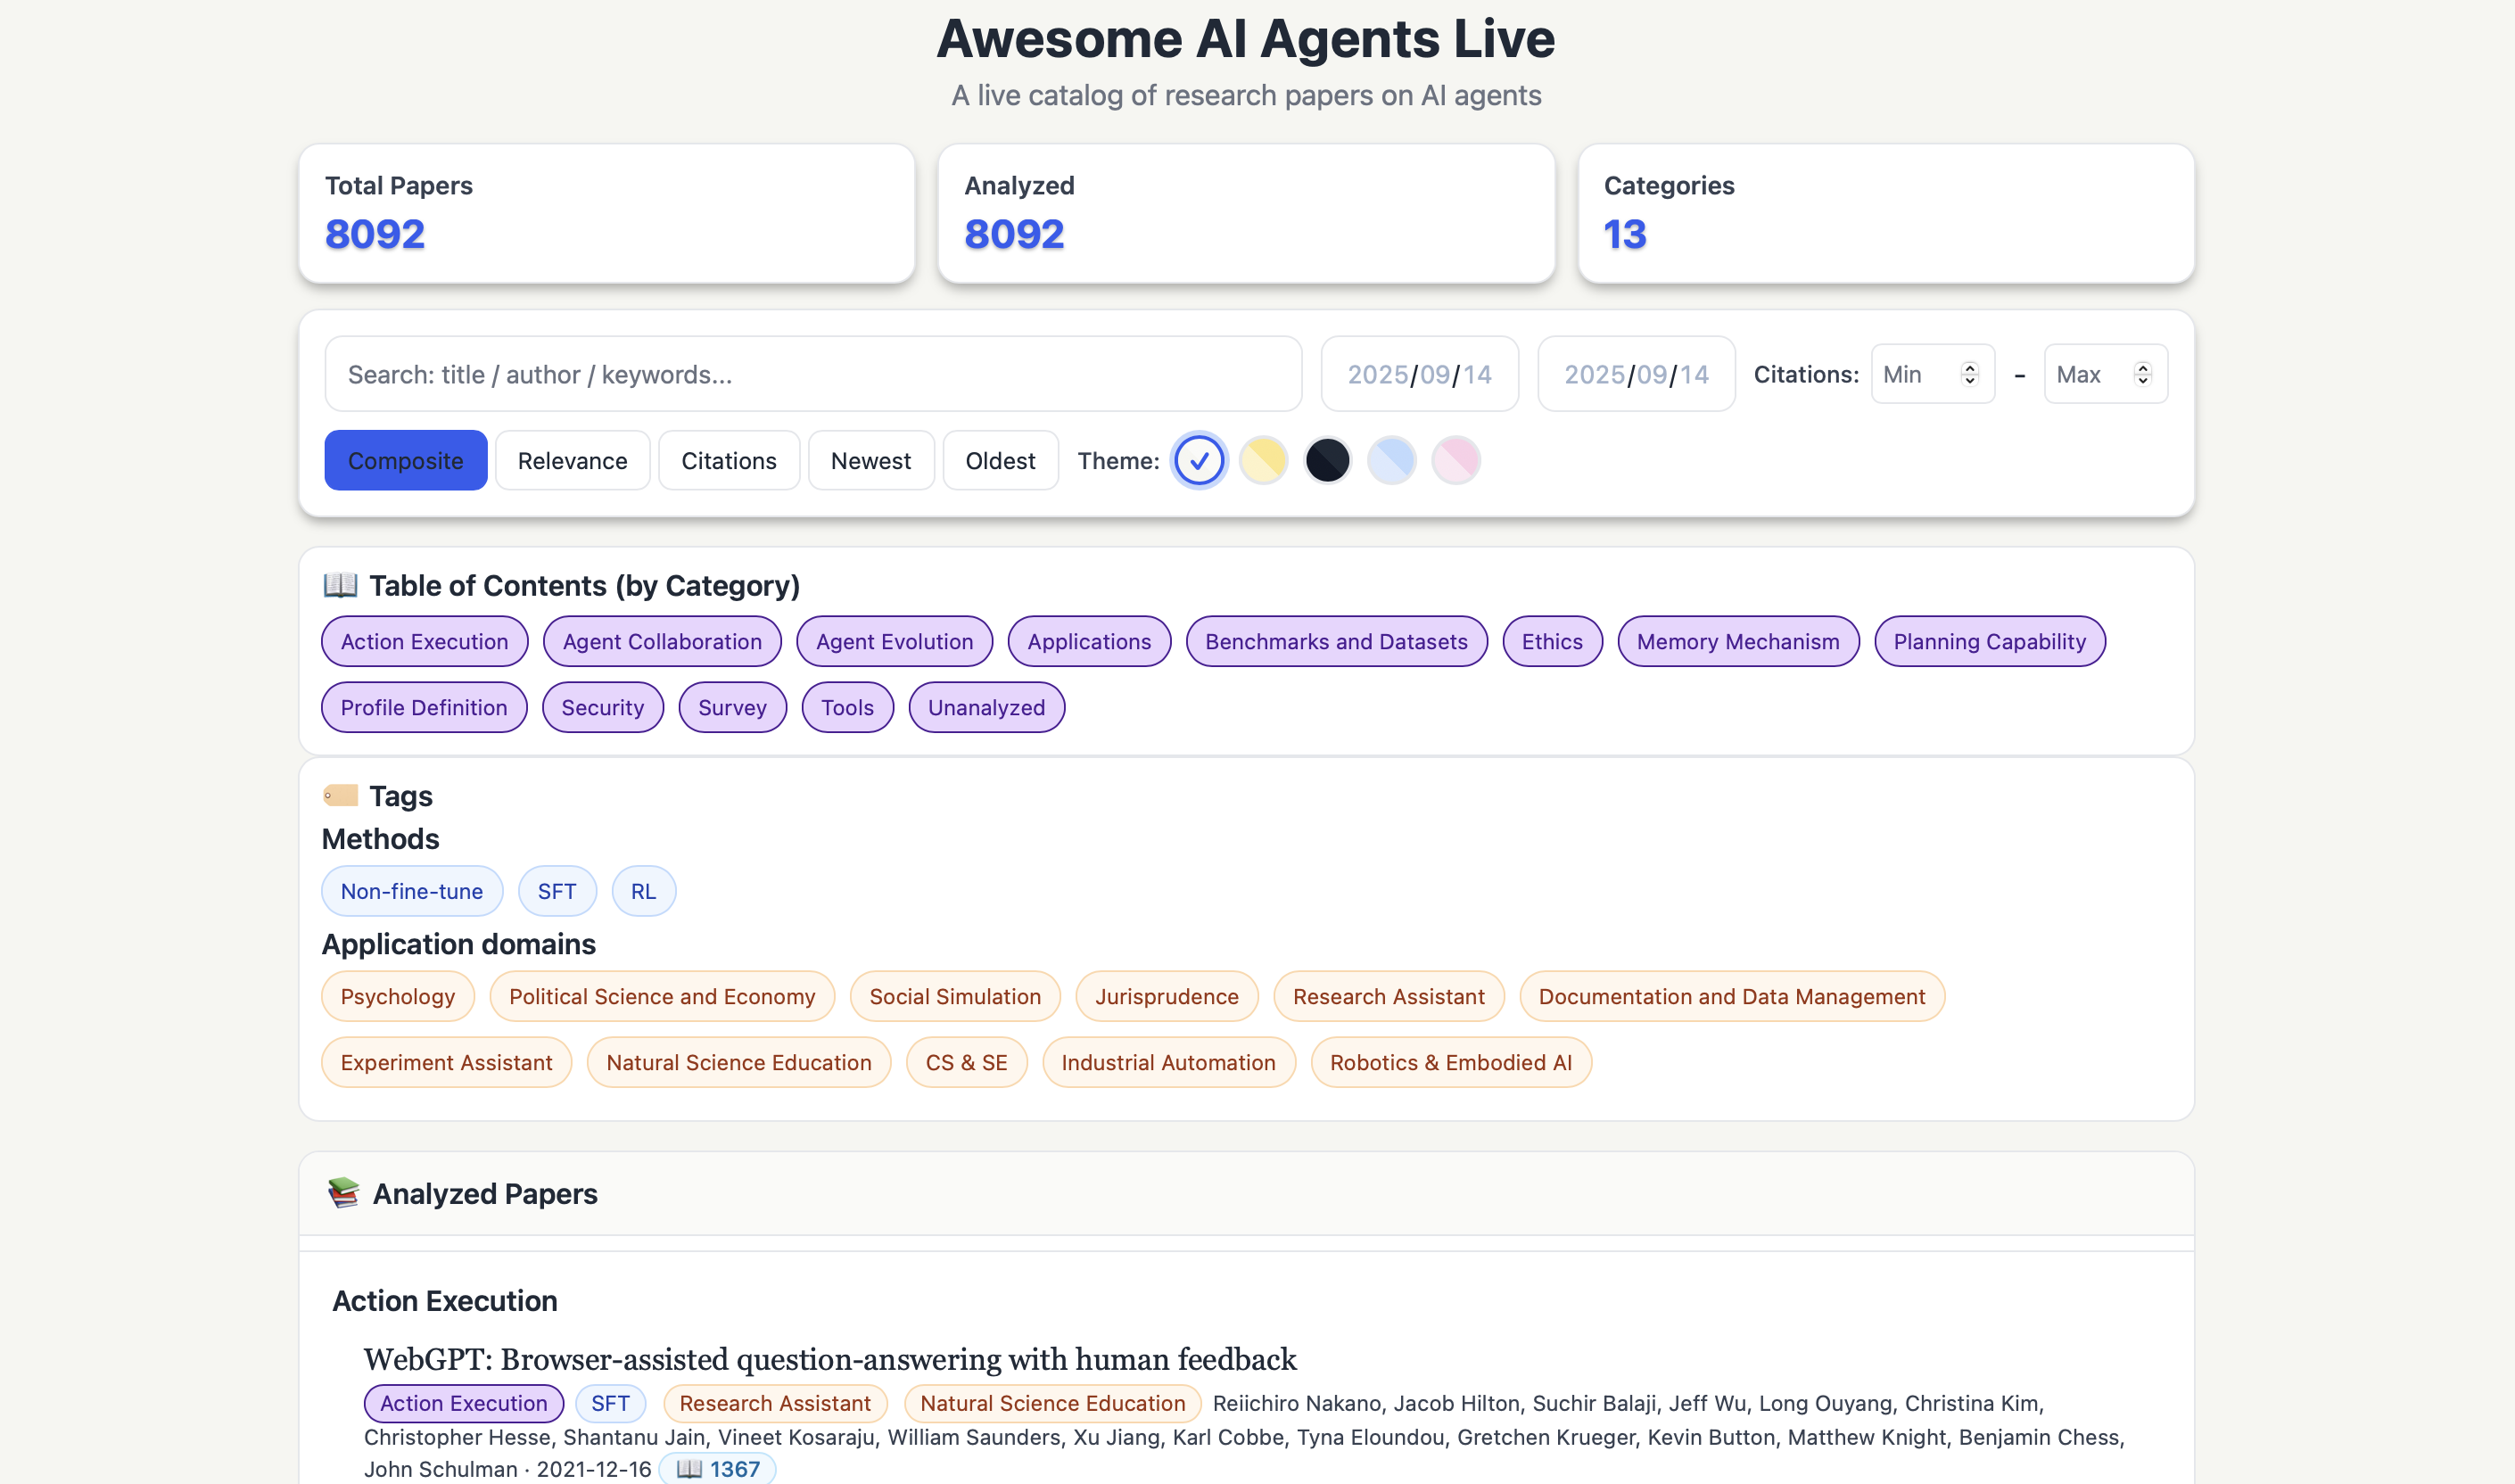 Awesome AI Agents Live
A live catalog of research papers on AI agents
Total Papers
8092
Analyzed
8092
Categories
13
Search: title / author / keywords...
2025/09/14
2025/09/14
Citations:
Min
-
Max
Composite
Relevance
Citations
Newest
Oldest
Theme:
📖 Table of Contents (by Category)
Action Execution
Agent Collaboration
Agent Evolution
Applications
Benchmarks and Datasets
Ethics
Memory Mechanism
Planning Capability
Profile Definition
Security
Survey
Tools
Unanalyzed
🏷️ Tags
Methods
Non-fine-tune
SFT
RL
Application domains
Psychology
Political Science and Economy
Social Simulation
Jurisprudence
Research Assistant
Documentation and Data Management
Experiment Assistant
Natural Science Education
CS & SE
Industrial Automation
Robotics & Embodied AI
📚 Analyzed Papers
Action Execution
WebGPT: Browser-assisted question-answering with human feedback
Action Execution SFT Research Assistant Natural Science Education Reiichiro Nakano, Jacob Hilton, Suchir Balaji, Jeff Wu, Long Ouyang, Christina Kim,
Christopher Hesse, Shantanu Jain, Vineet Kosaraju, William Saunders, Xu Jiang, Karl Cobbe, Tyna Eloundou, Gretchen Krueger, Kevin Button, Matthew Knight, Benjamin Chess,
John Schulman · 2021-12-16 📖 1367